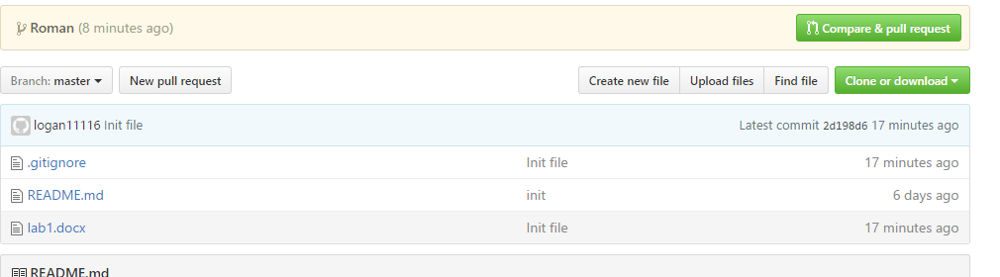 Roman (8 minutes ago) Compare & pull request
Branch: master New pull request Create new file Upload files Find file Clone or download
logan11116 Init file Latest commit 2d198d6 17 minutes ago
.gitignore Init file 17 minutes ago
README.md init 6 days ago
lab1.docx Init file 17 minutes ago
README.md